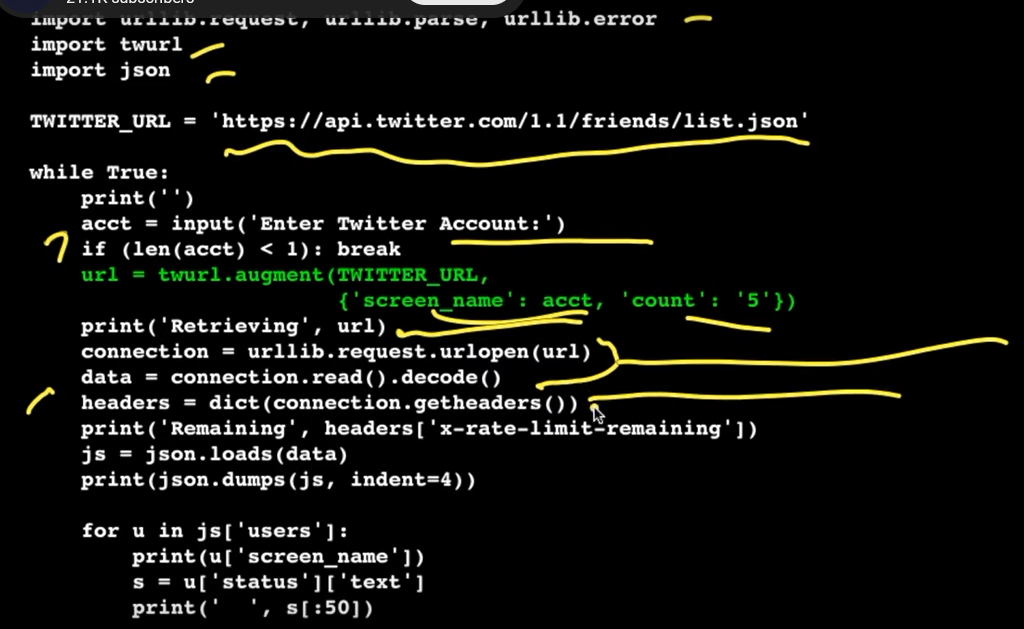 21.1K subscribers
import urllib.request, urllib.parse, urllib.error
import twurl
import json

TWITTER_URL = 'https://api.twitter.com/1.1/friends/list.json'

while True:
    print('')
    acct = input('Enter Twitter Account:')
    if (len(acct) < 1): break
    url = twurl.augment(TWITTER_URL,
                        {'screen_name': acct, 'count': '5'})
    print('Retrieving', url)
    connection = urllib.request.urlopen(url)
    data = connection.read().decode()
    headers = dict(connection.getheaders())
    print('Remaining', headers['x-rate-limit-remaining'])
    js = json.loads(data)
    print(json.dumps(js, indent=4))

    for u in js['users']:
        print(u['screen_name'])
        s = u['status']['text']
        print('  ', s[:50])